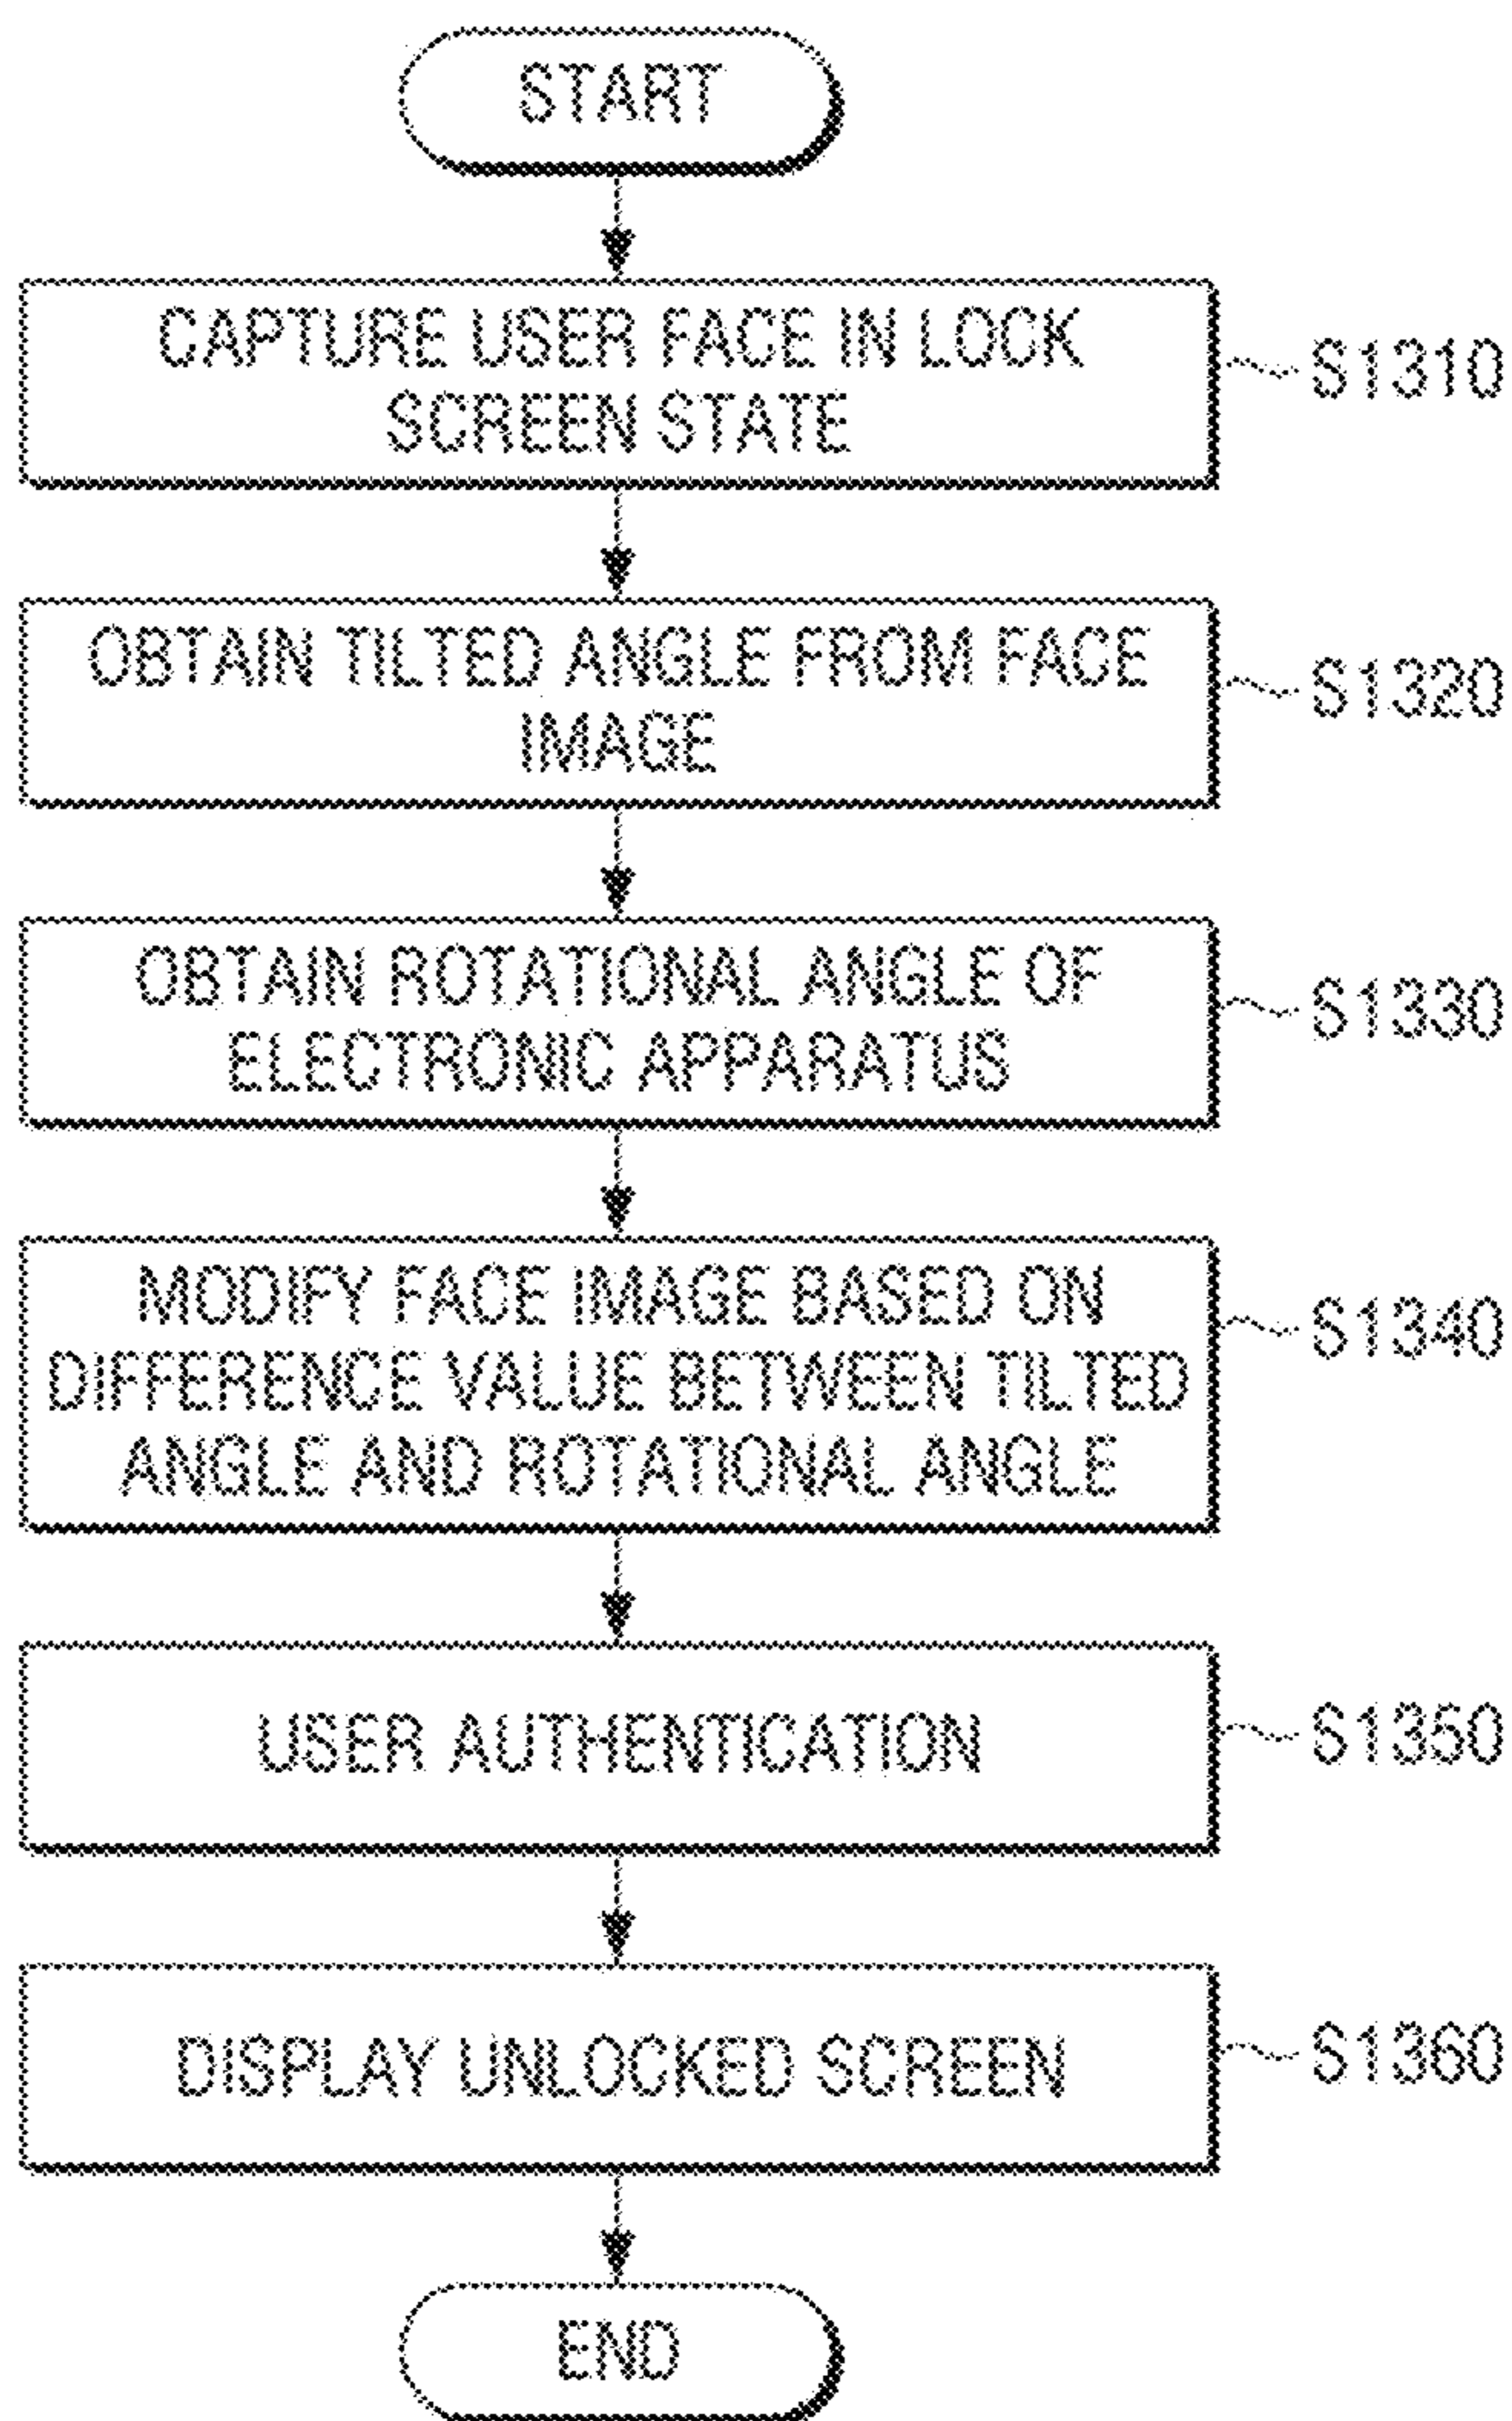 START
CAPTURE USER FACE IN LOCK
SCREEN STATE
S1310
OBTAIN TILTED ANGLE FROM FACE
IMAGE
S1320
OBTAIN ROTATIONAL ANGLE OF
ELECTRONIC APPARATUS
S1330
MODIFY FACE IMAGE BASED ON
DIFFERENCE VALUE BETWEEN TILTED
ANGLE AND ROTATIONAL ANGLE
S1340
USER AUTHENTICATION
S1350
DISPLAY UNLOCKED SCREEN
S1360
END